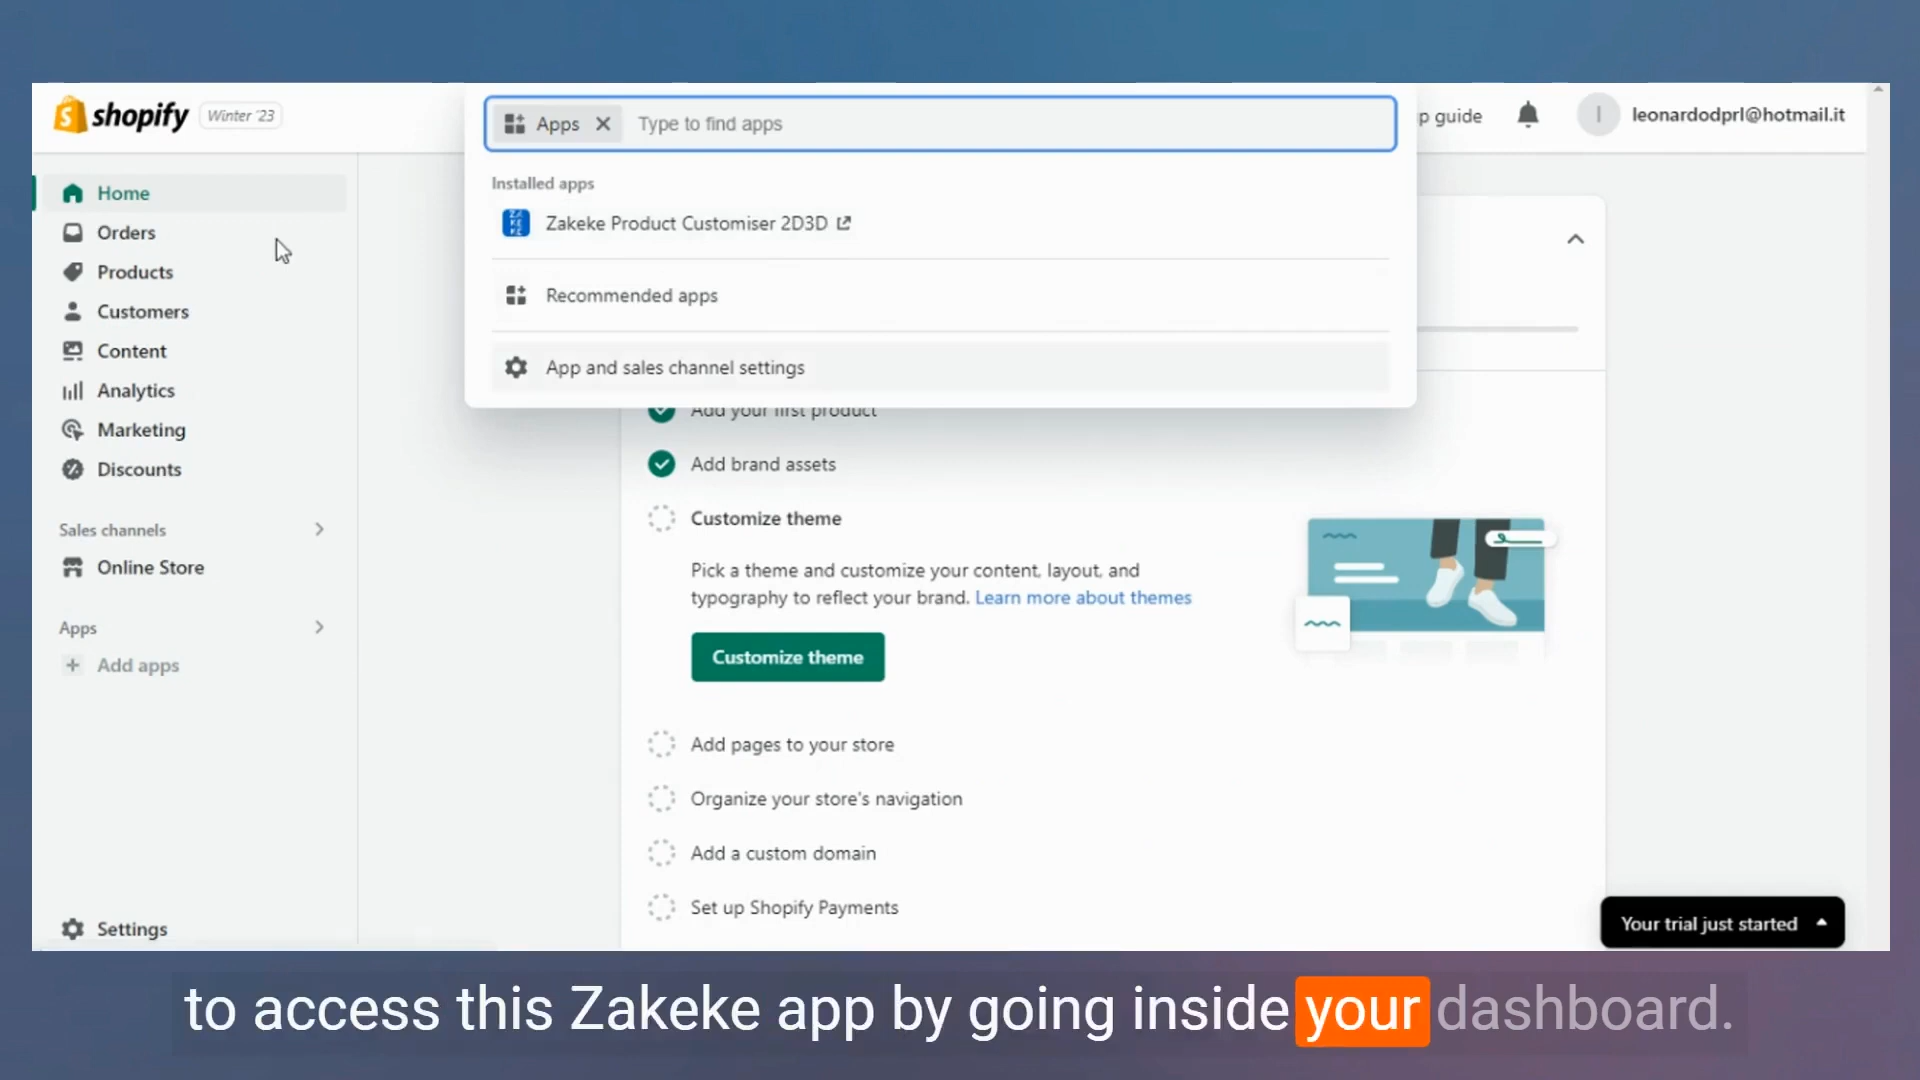 shopify Winter '23
Apps Type to find apps
p guide
leonardodprl@hotmail.it
Home
Orders
Products
Customers
Content
Analytics
Marketing
Discounts
Sales channels
Online Store
Apps
Add apps
Settings
Installed apps
ZAKEKE Zakeke Product Customiser 2D3D
Recommended apps
App and sales channel settings
Add your first product
Add brand assets
Customize theme
Pick a theme and customize your content, layout, and
typography to reflect your brand. Learn more about themes
Customize theme
Add pages to your store
Organize your store's navigation
Add a custom domain
Set up Shopify Payments
Your trial just started
to access this Zakeke app by going inside your dashboard.